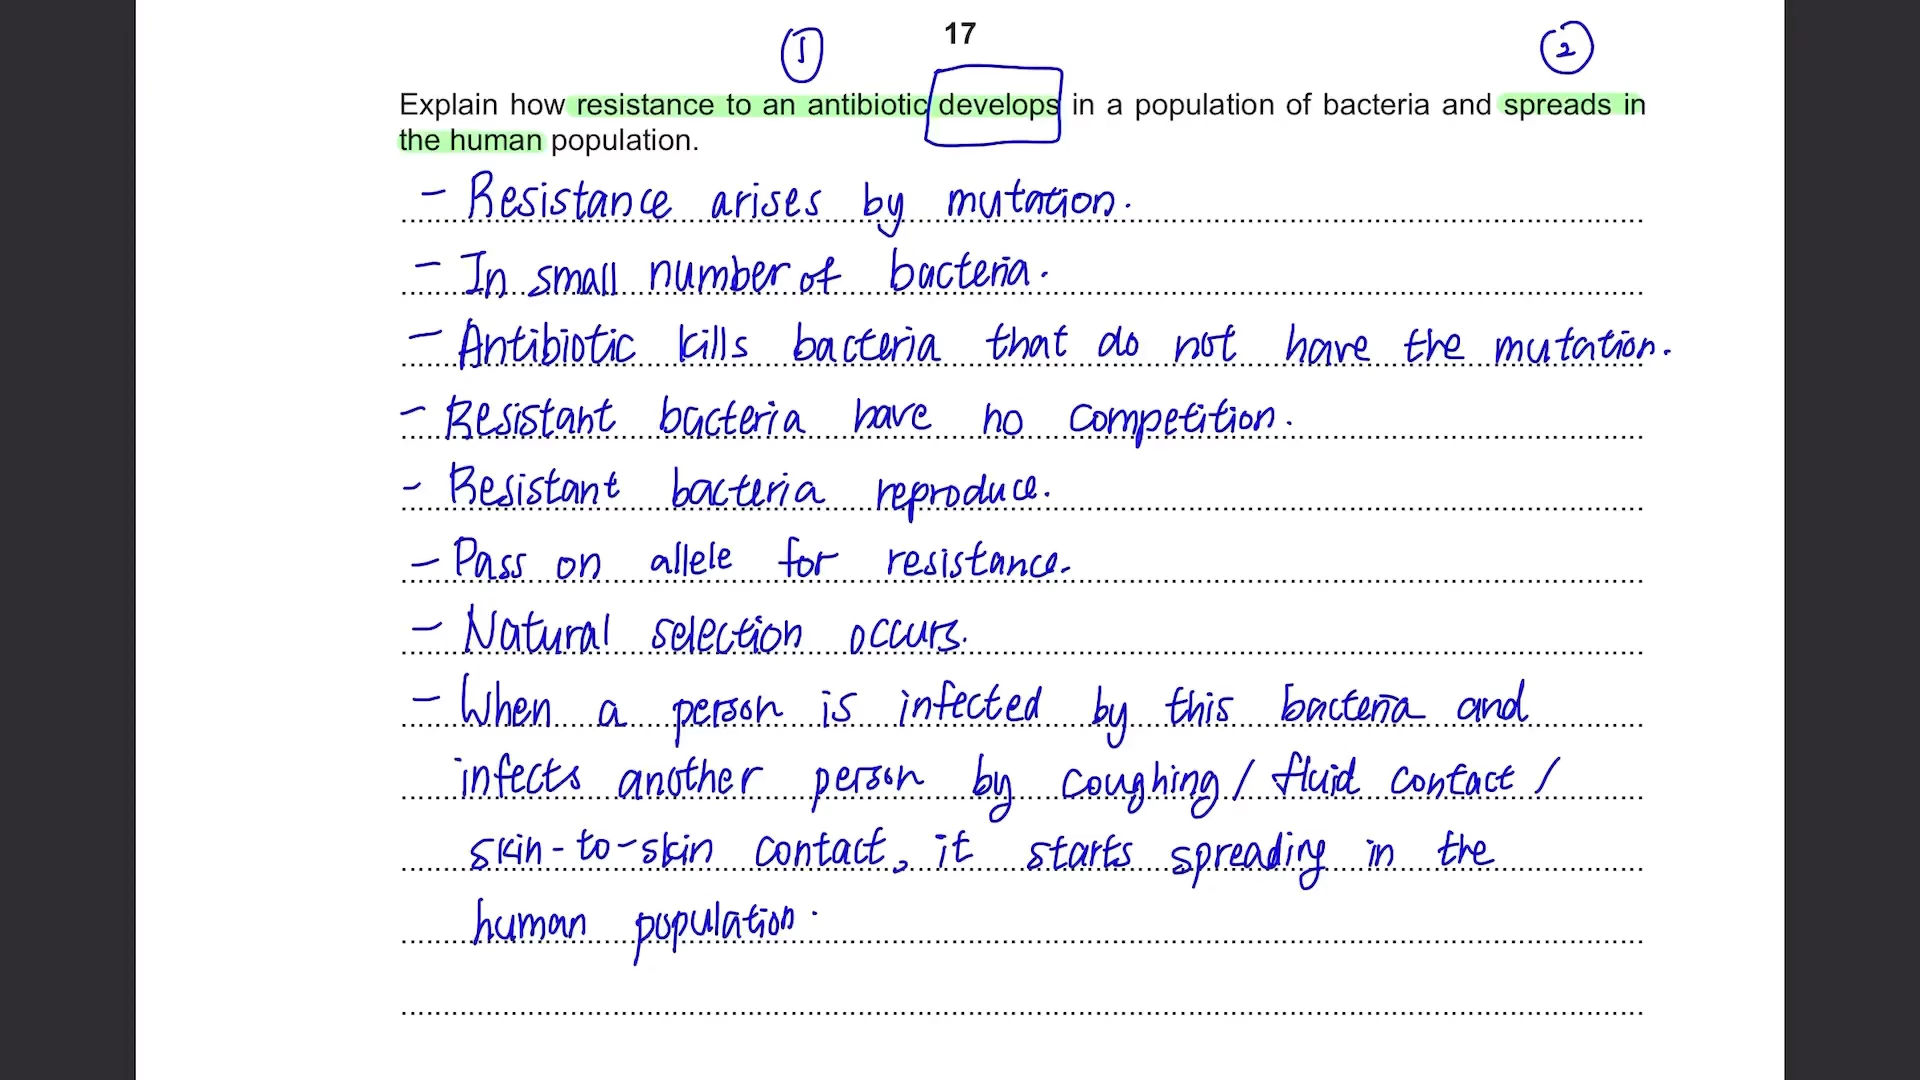 17
1
2
Explain how resistance to an antibiotic develops in a population of bacteria and spreads in
the human population.
- Resistance arises by mutation.
- In small number of bacteria.
- Antibiotic kills bacteria that do not have the mutation.
- Resistant bacteria have no competition.
- Resistant bacteria reproduce.
- Pass on allele for resistance.
- Natural selection occurs.
- When a person is infected by this bacteria and
infects another person by coughing / fluid contact /
skin-to-skin contact, it starts spreading in the
human population.